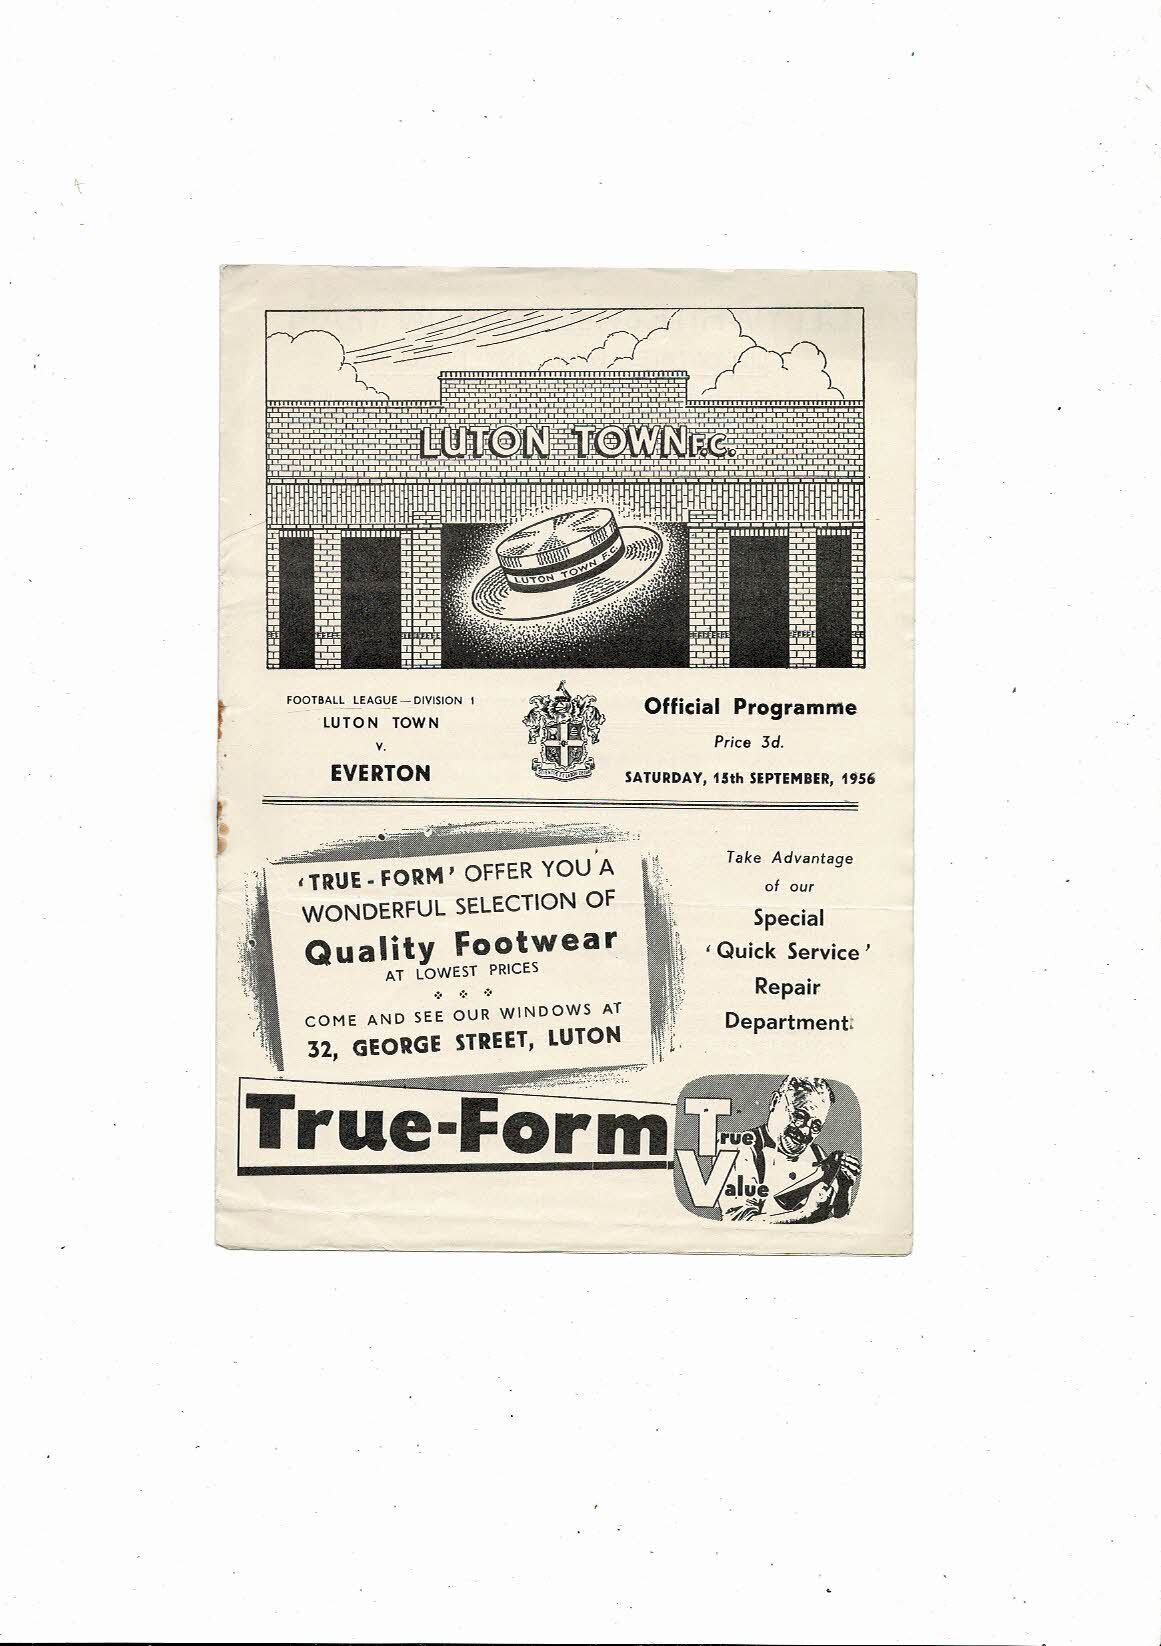 LUTON TOWN F.C.
LUTON TOWN F.C.
FOOTBALL LEAGUE—DIVISION 1
LUTON TOWN
v.
EVERTON
Official Programme
Price 3d.
SATURDAY, 15th SEPTEMBER, 1956
'TRUE-FORM' OFFER YOU A
WONDERFUL SELECTION OF
Quality Footwear
AT LOWEST PRICES
COME AND SEE OUR WINDOWS AT
32, GEORGE STREET, LUTON
Take Advantage
of our
Special
'Quick Service'
Repair
Department.
True-Form
True
Value